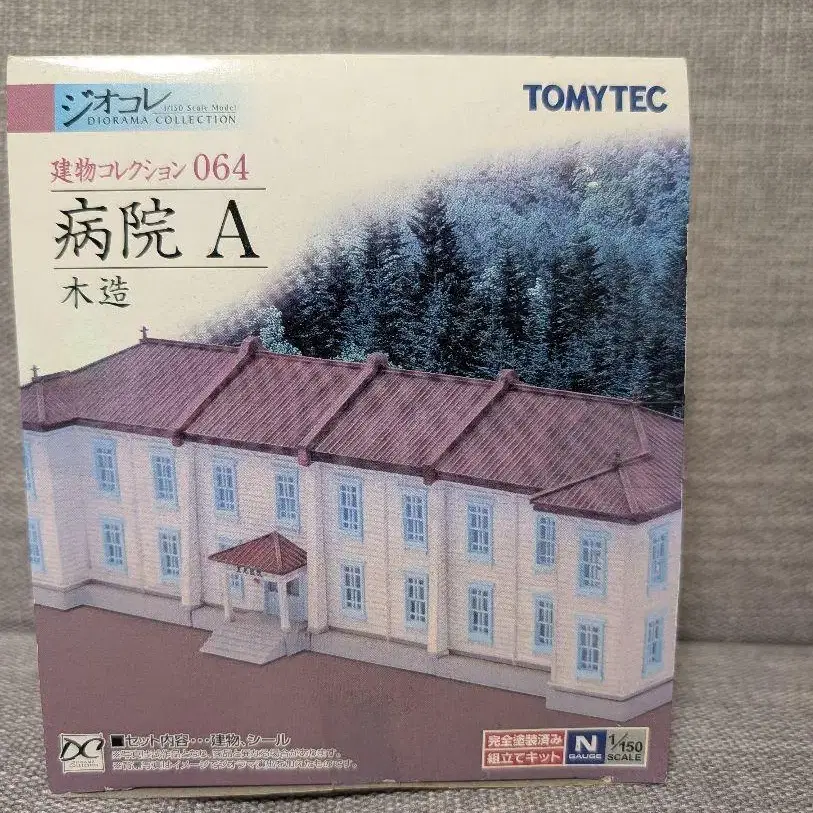 ジオコレ
1/150 Scale Model
DIORAMA COLLECTION
TOMYTEC
建物コレクション 064
病院 A
木造
■セット内容・・・建物、シール
完全塗装済み
組立てキット
N
GAUGE
1/150
SCALE